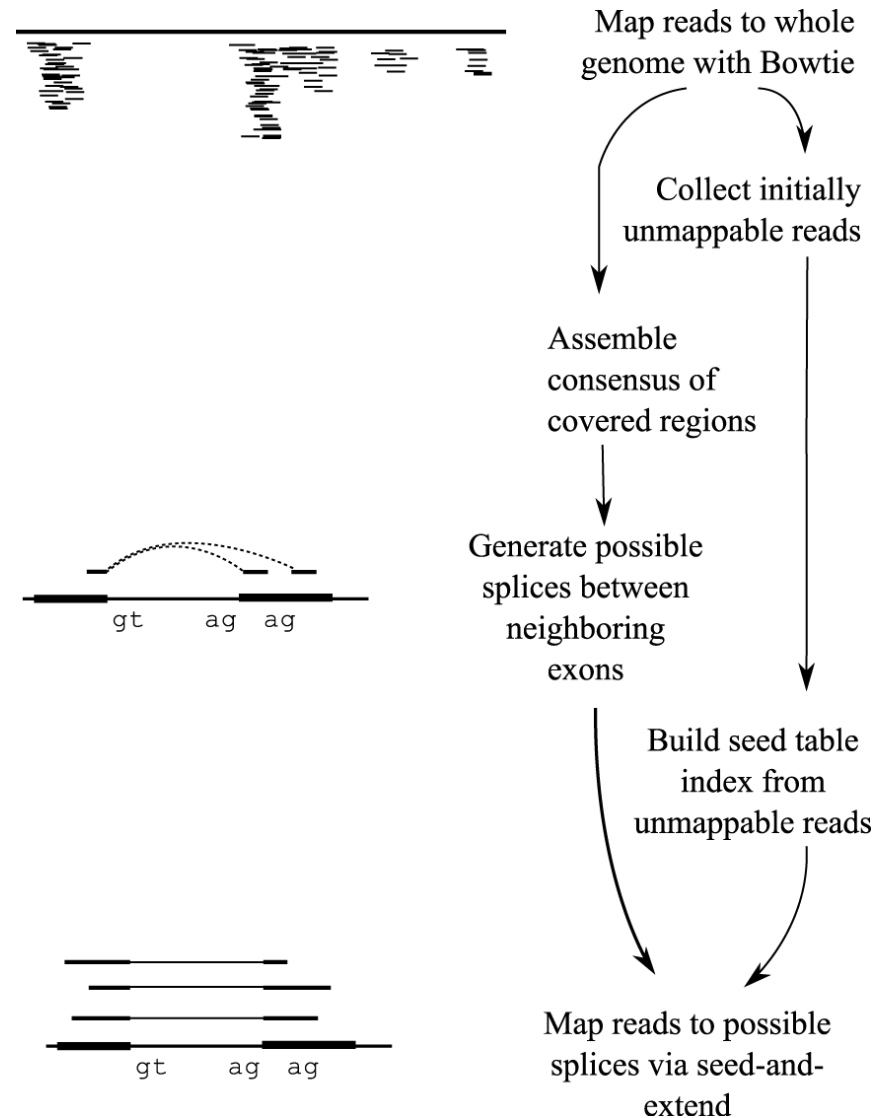 Map reads to whole
genome with Bowtie
Collect initially
unmappable reads
Assemble
consensus of
covered regions
Generate possible
splices between
neighboring
exons
gt ag ag
Build seed table
index from
unmappable reads
Map reads to possible
splices via seed-and-
extend
gt ag ag